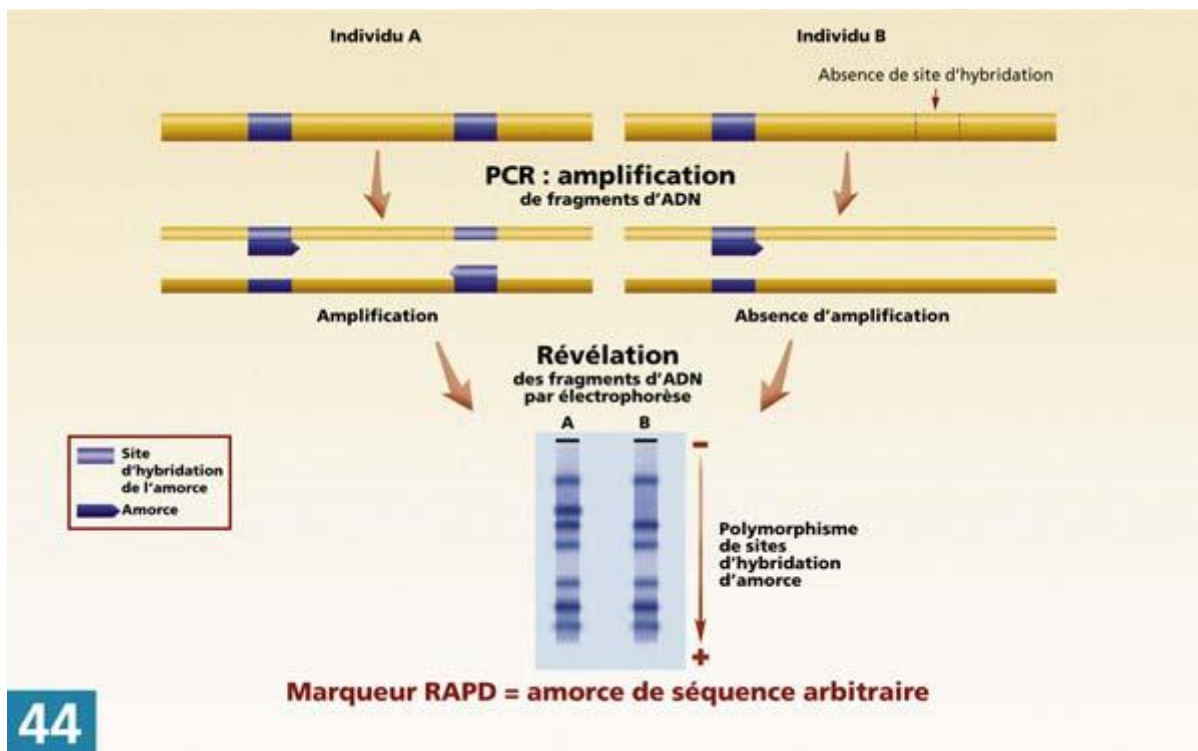 Individu A
Individu B
Absence de site d'hybridation
PCR : amplification
de fragments d'ADN
Amplification
Absence d'amplification
Révélation
des fragments d'ADN
par électrophorèse
A
B
Site
d'hybridation
de l'amorce
Amorce
Polymorphisme
de sites
d'hybridation
d'amorce
Marqueur RAPD = amorce de séquence arbitraire
44